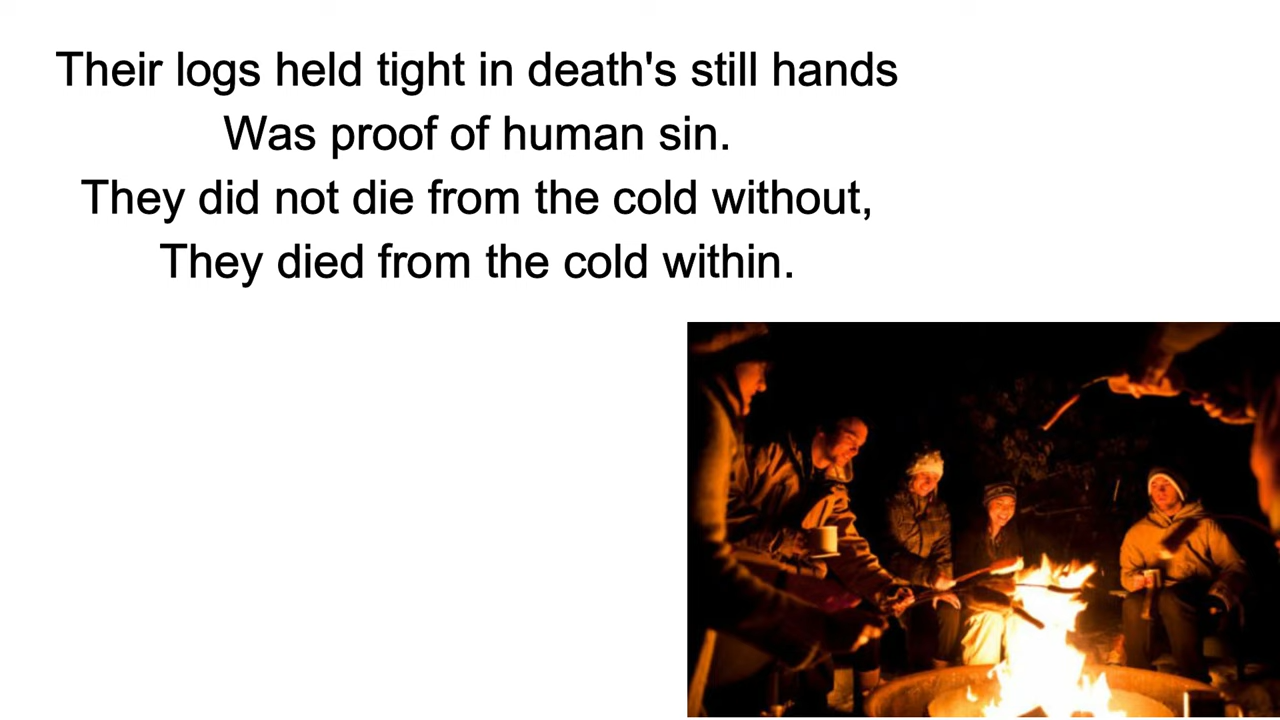 Their logs held tight in death's still hands
Was proof of human sin.
They did not die from the cold without,
They died from the cold within.